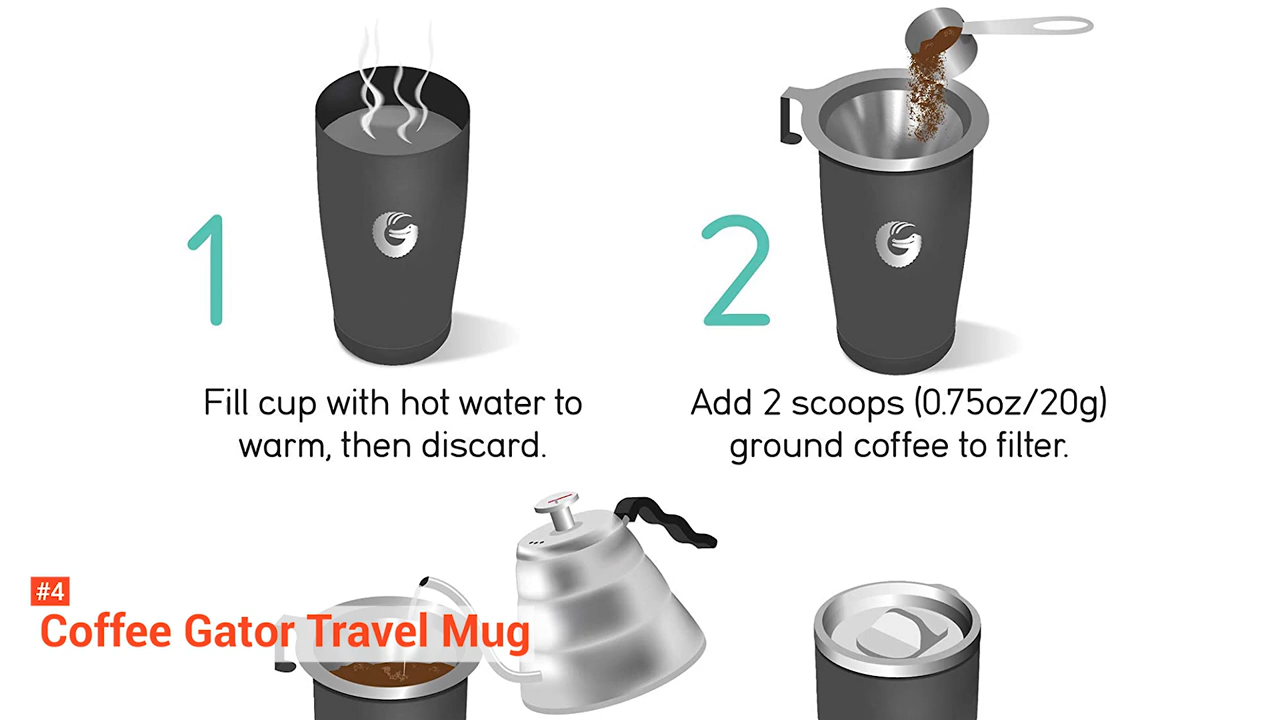 1
2
Fill cup with hot water to
warm, then discard.
Add 2 scoops (0.75oz/20g)
ground coffee to filter.
#4
Coffee Gator Travel Mug